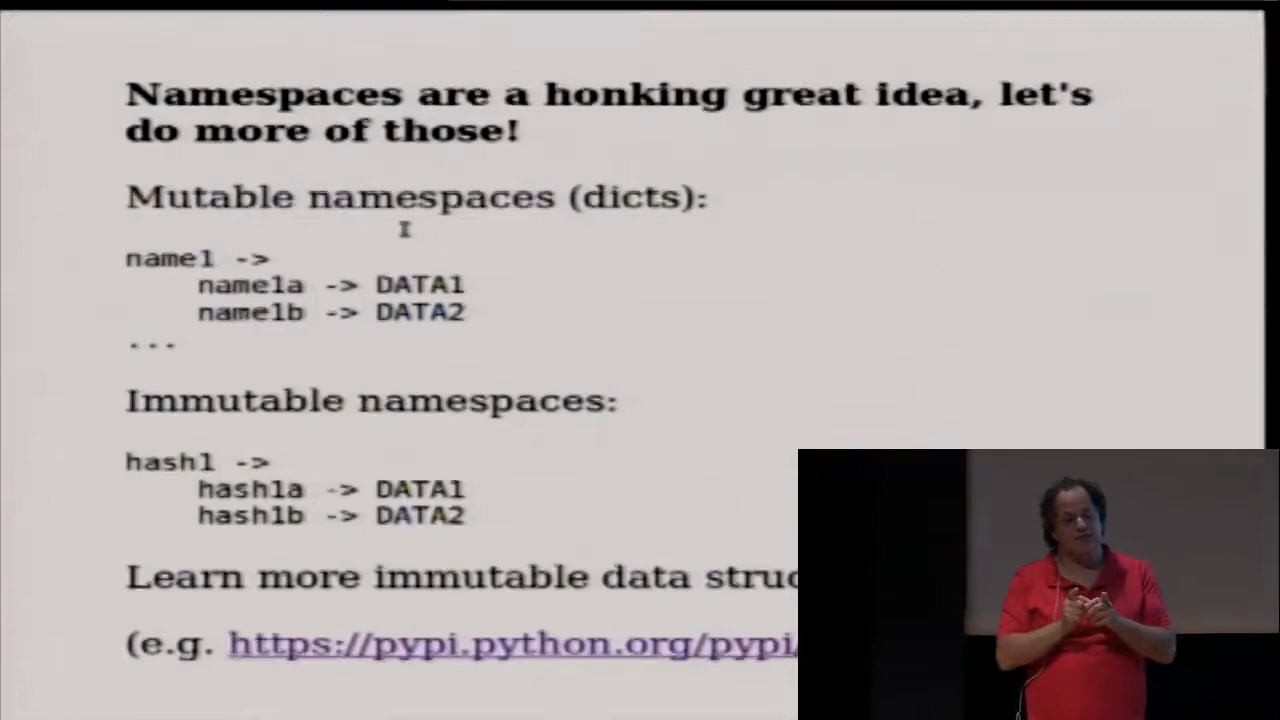 Namespaces are a honking great idea, let's
do more of those!
Mutable namespaces (dicts):
name1 ->
name1a -> DATA1
name1b -> DATA2
...
Immutable namespaces:
hash1 ->
hash1a -> DATA1
hash1b -> DATA2
Learn more immutable data
(e.g. https://pypi.python.org/pypi/